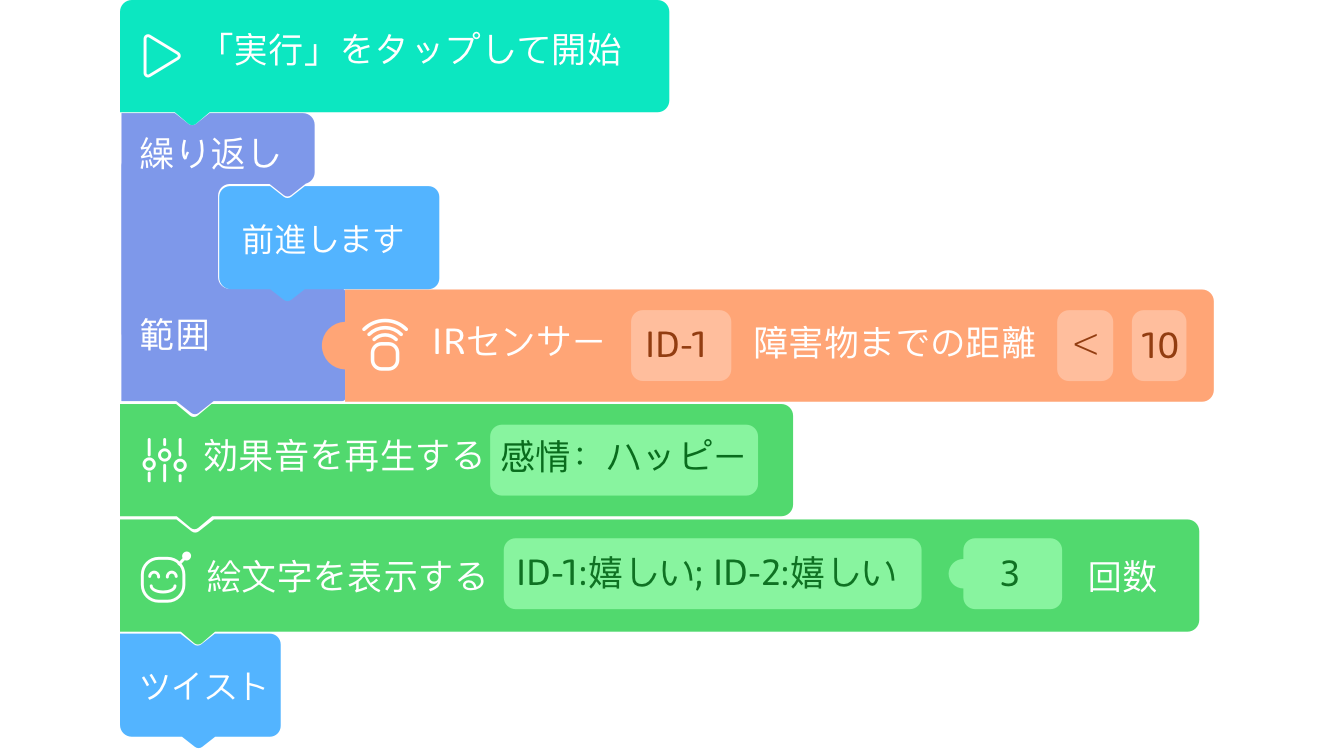 「実行」をタップして開始
繰り返し
前進します
範囲 IRセンサー ID-1 障害物までの距離 < 10
効果音を再生する 感情：ハッピー
絵文字を表示する ID-1:嬉しい; ID-2:嬉しい 3 回数
ツイスト